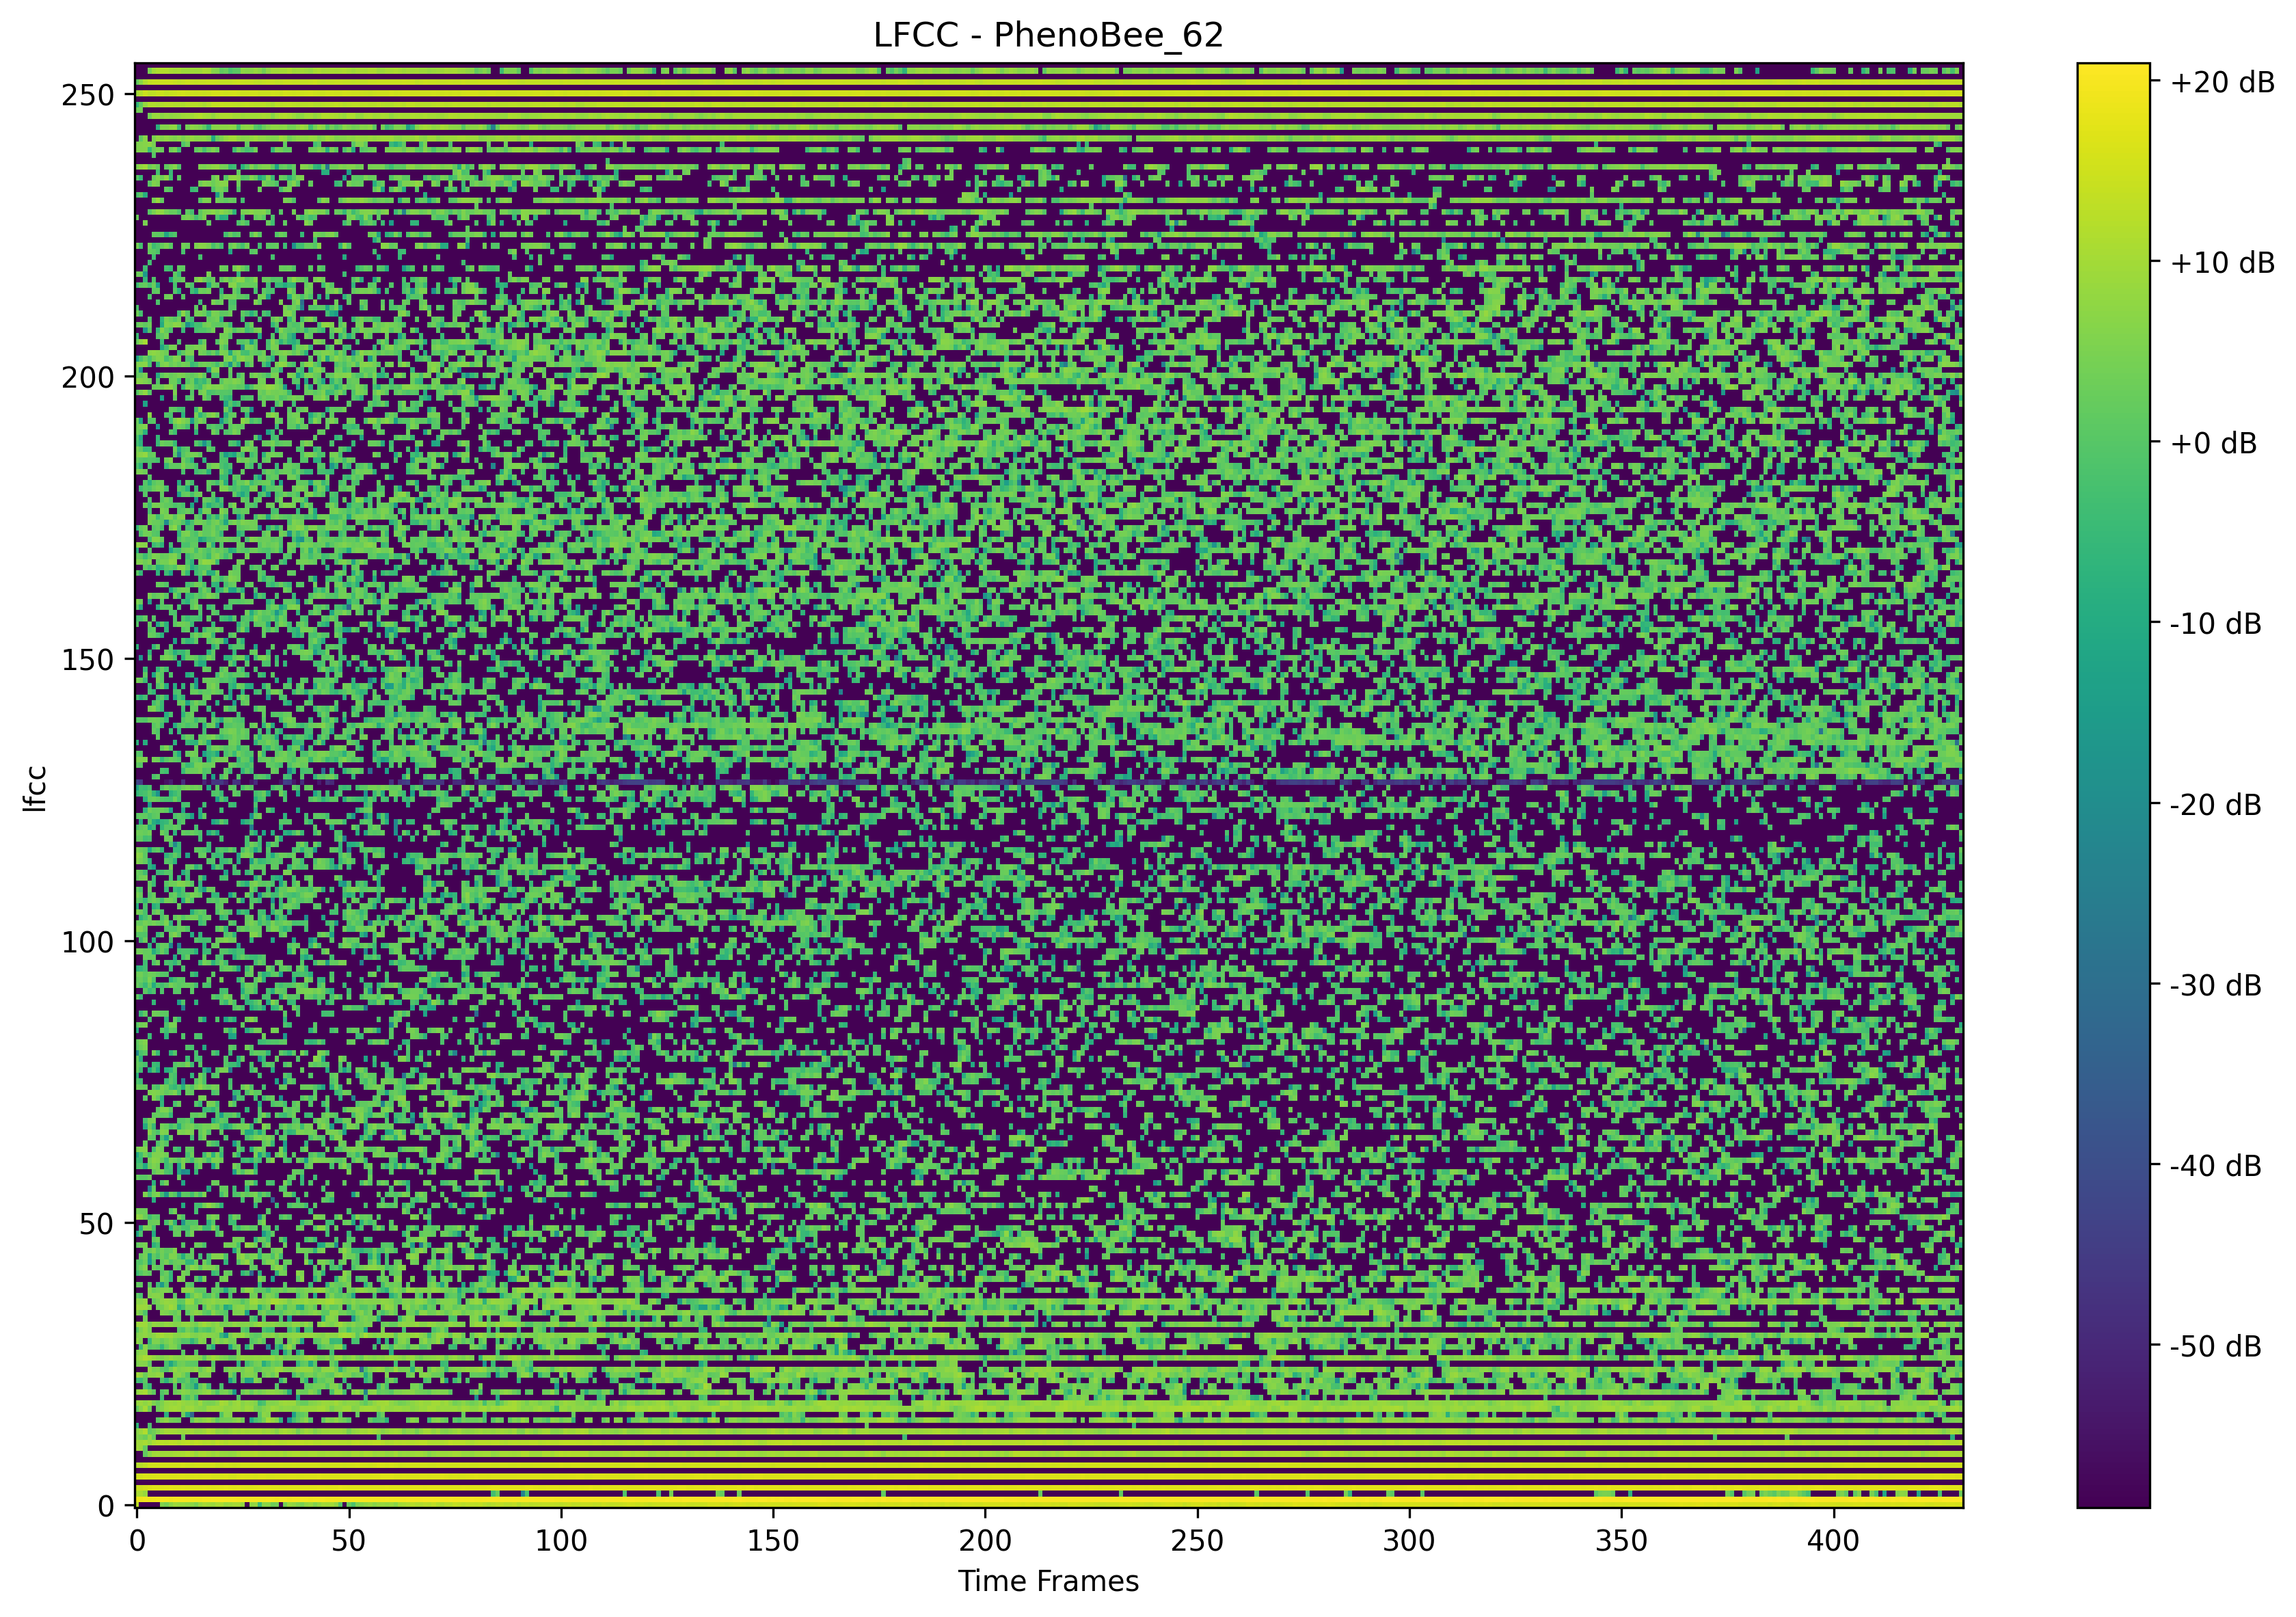 LFCC - PhenoBee_62
250
200
150
100
50
0
lfcc
0 50 100 150 200 250 300 350 400
Time Frames
+20 dB
+10 dB
+0 dB
-10 dB
-20 dB
-30 dB
-40 dB
-50 dB